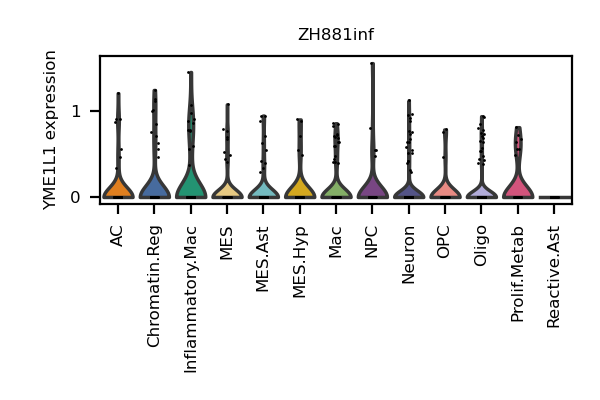 ZH881inf
YME1L1 expression
1
0
AC
Chromatin.Reg
Inflammatory.Mac
MES
MES.Ast
MES.Hyp
Mac
NPC
Neuron
OPC
Oligo
Prolif.Metab
Reactive.Ast